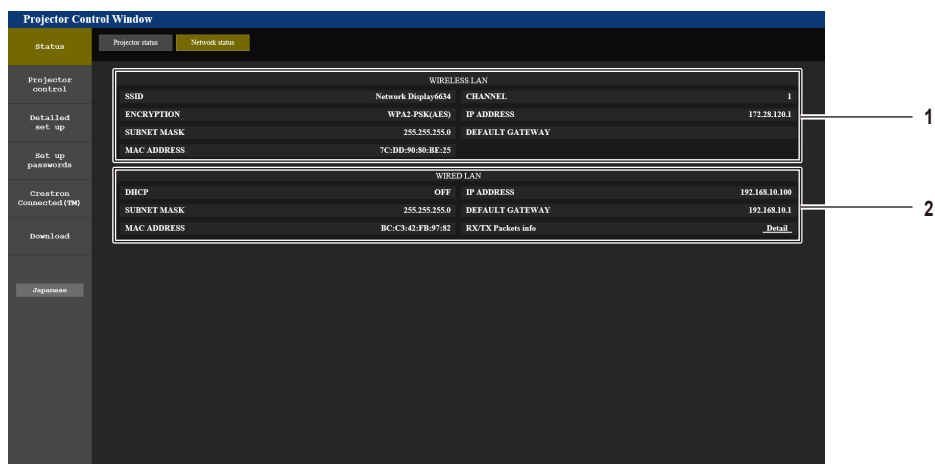 Projector Control Window
Status
Projector status Network status
Projector
control
Detailed
set up
Set up
passwords
Crestron
Connected(TM)
Download
Japanese
WIRELESS LAN
SSID Network Display6634 CHANNEL 1
ENCRYPTION WPA2-PSK(AES) IP ADDRESS 172.28.120.1
SUBNET MASK 255.255.255.0 DEFAULT GATEWAY
MAC ADDRESS 7C:DD:90:80:BE:25
1
WIRED LAN
DHCP OFF IP ADDRESS 192.168.10.100
SUBNET MASK 255.255.255.0 DEFAULT GATEWAY 192.168.10.1
MAC ADDRESS BC:C3:42:FB:97:82 RX/TX Packets info Detail
2